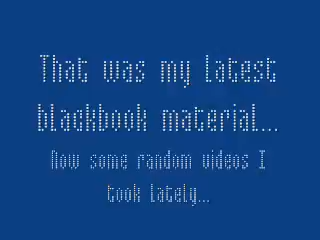 That was my latest
blackbook material...
Now some random videos I
took lately...